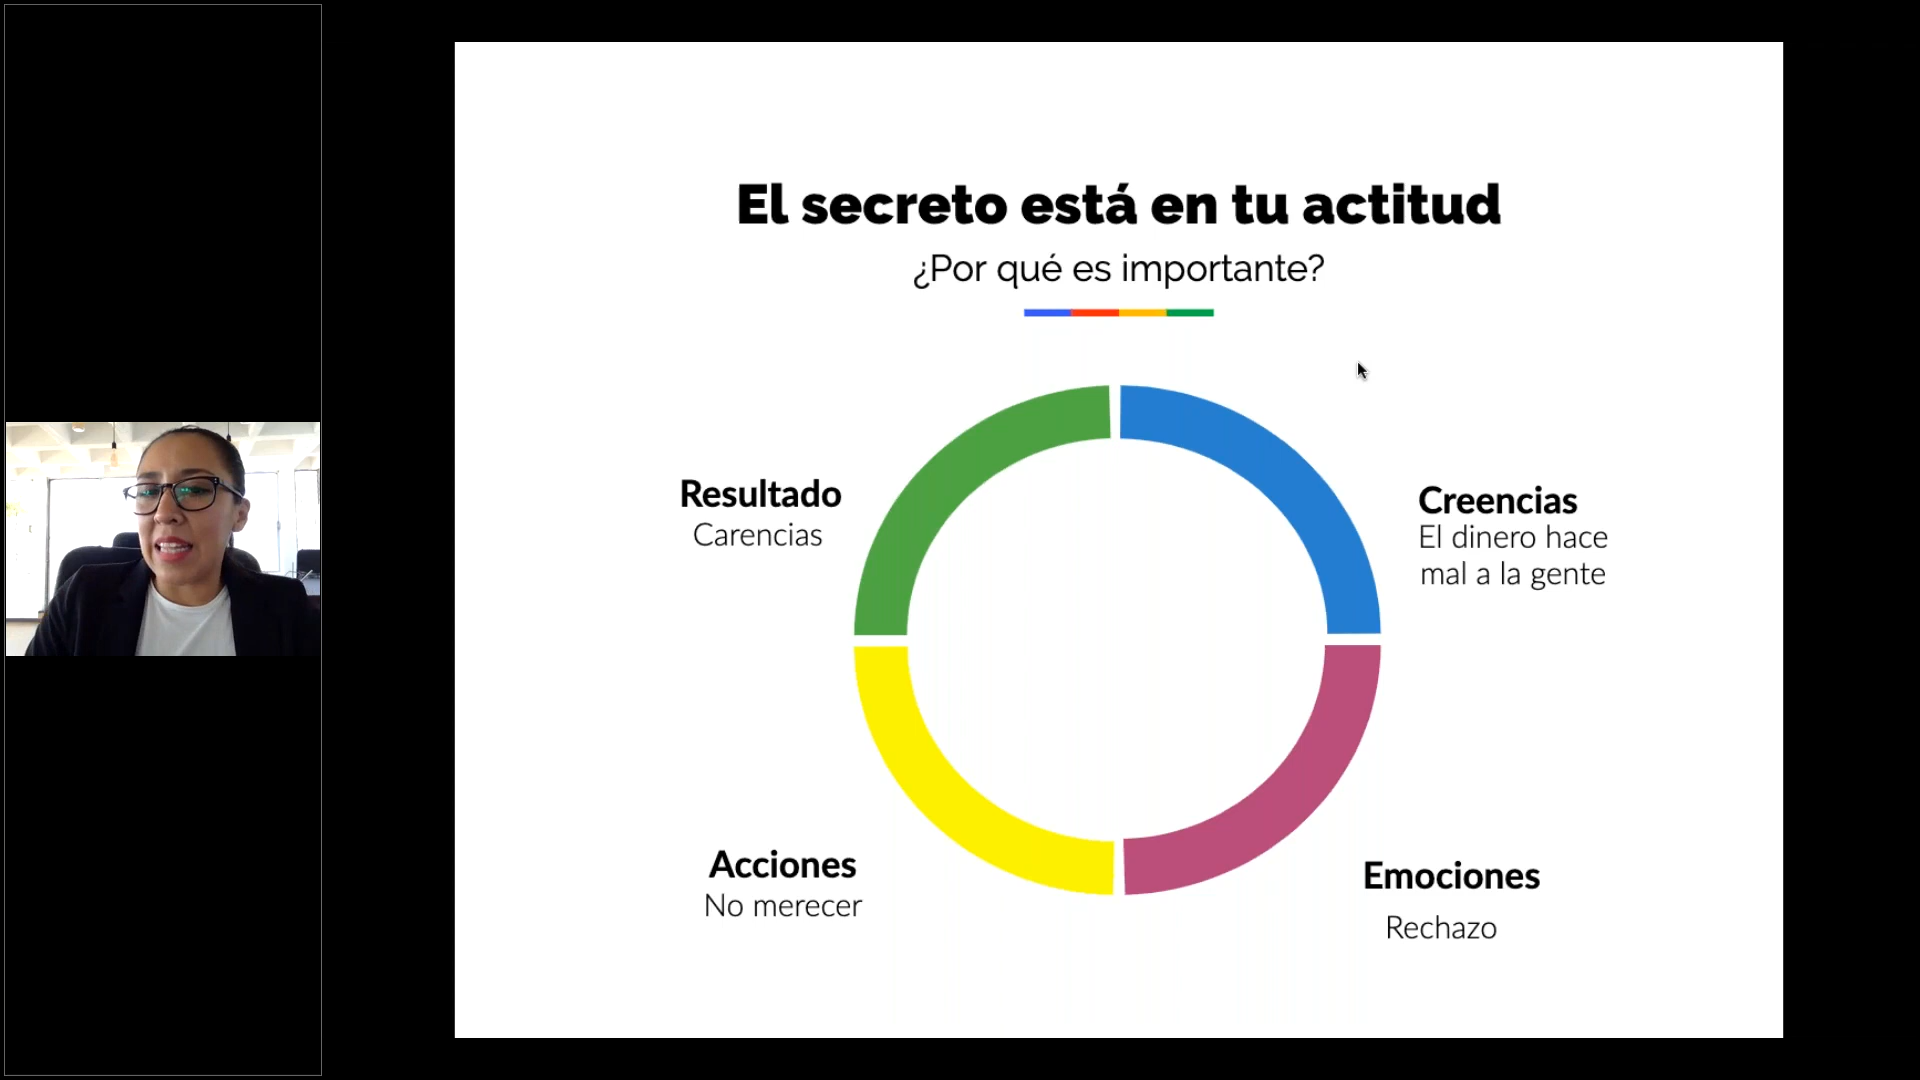 El secreto está en tu actitud
¿Por qué es importante?
Resultado
Carencias
Creencias
El dinero hace
mal a la gente
Acciones
No merecer
Emociones
Rechazo